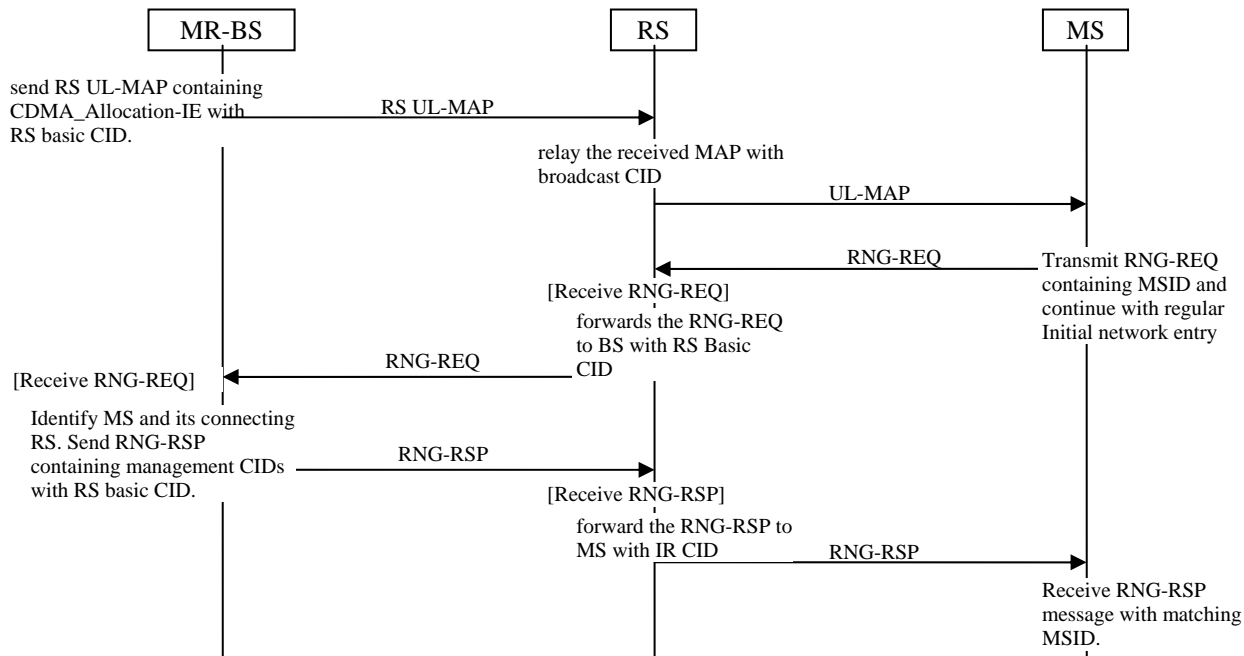 MR-BS
RS
MS
send RS UL-MAP containing
CDMA_Allocation-IE with
RS basic CID.
RS UL-MAP
relay the received MAP with
broadcast CID
UL-MAP
RNG-REQ
Transmit RNG-REQ
containing MSID and
continue with regular
Initial network entry
[Receive RNG-REQ]
forwards the RNG-REQ
to BS with RS Basic
CID
RNG-REQ
[Receive RNG-REQ]
Identify MS and its connecting
RS. Send RNG-RSP
containing management CIDs
with RS basic CID.
RNG-RSP
[Receive RNG-RSP]
forward the RNG-RSP to
MS with IR CID
RNG-RSP
Receive RNG-RSP
message with matching
MSID.